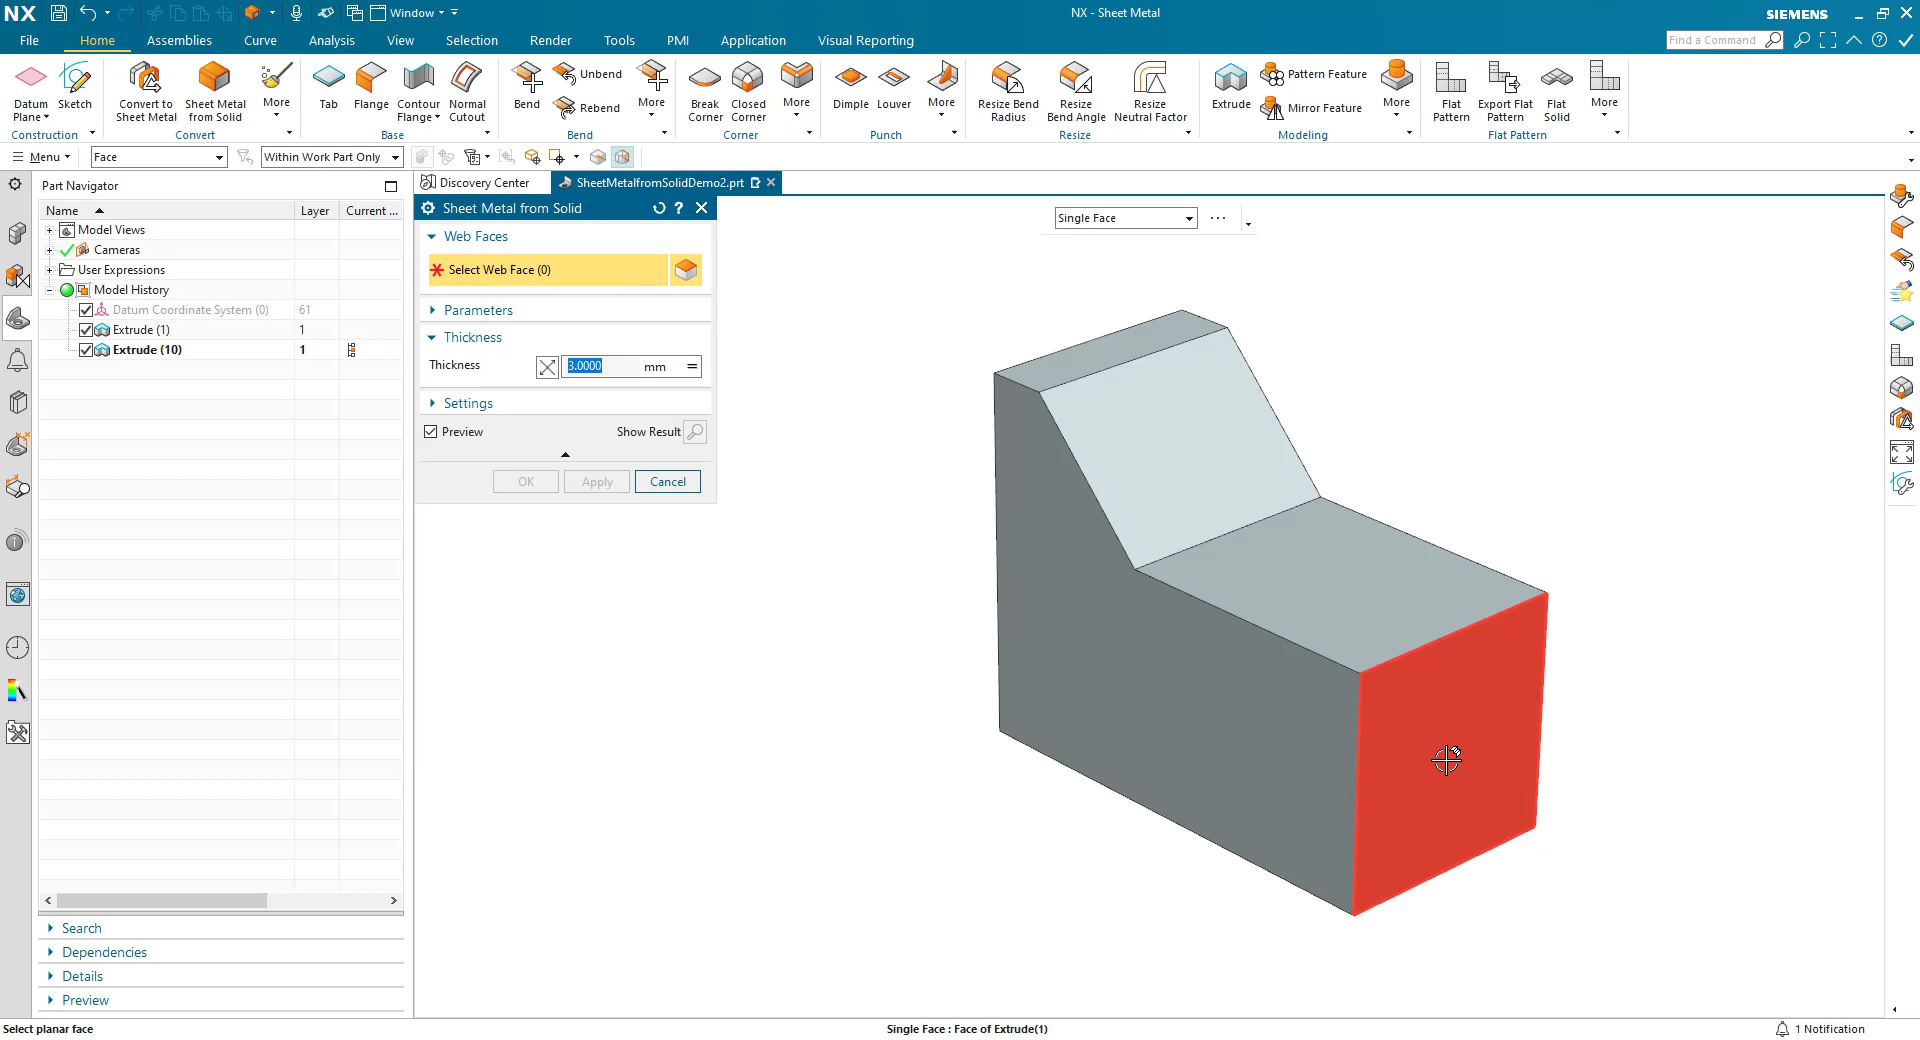 NX Window NX - Sheet Metal SIEMENS
File Home Assemblies Curve Analysis View Selection Render Tools PMI Application Visual Reporting Find a Command
Datum Plane Sketch Convert to Sheet Metal Sheet Metal from Solid More Tab Flange Contour Flange Normal Cutout Bend Unbend Rebend More Break Corner Closed Corner More Dimple Louver More Resize Bend Radius Resize Bend Angle Resize Neutral Factor Extrude Pattern Feature Mirror Feature More Flat Pattern Export Flat Pattern Flat Solid More
Construction Convert Base Bend Corner Punch Resize Modeling Flat Pattern
Menu Face Within Work Part Only
Part Navigator Discovery Center SheetMetalfromSolidDemo2.prt
Name Layer Current ...
Model Views
Cameras
User Expressions
Model History
Datum Coordinate System (0) 61
Extrude (1) 1
Extrude (10) 1
Search
Dependencies
Details
Preview
Sheet Metal from Solid ?
Web Faces
Select Web Face (0)
Parameters
Thickness
Thickness 3.0000 mm =
Settings
Preview Show Result
OK Apply Cancel
Single Face ...
Select planar face Single Face : Face of Extrude(1) 1 Notification